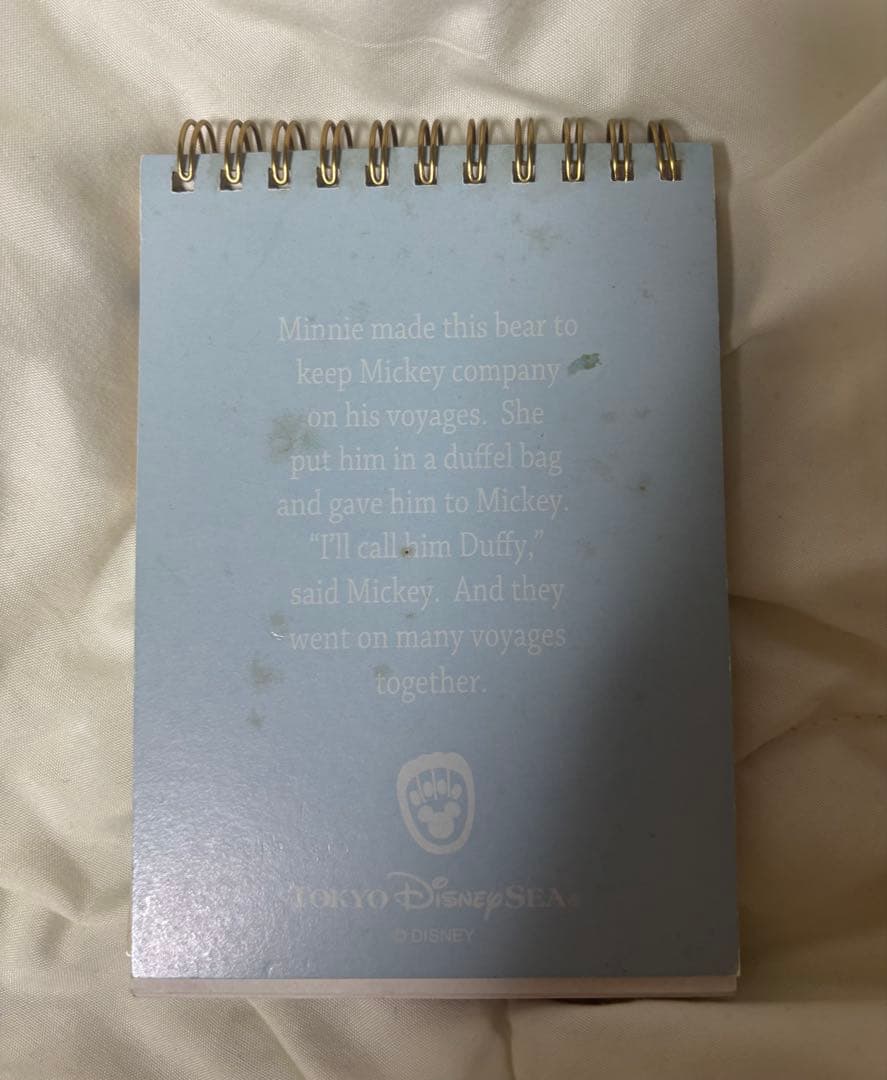 Minnie made this bear to
keep Mickey company
on his voyages. She
put him in a duffel bag
and gave him to Mickey.
“I’ll call him Duffy,”
said Mickey. And they
went on many voyages
together.
TOKYO DISNEYSEA®
© DISNEY